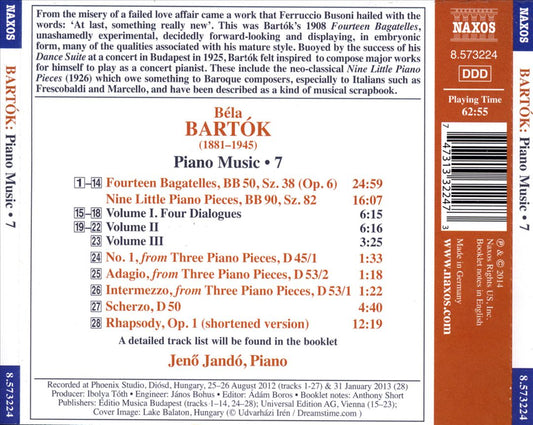 From the misery of a failed love affair came a work that Ferruccio Busoni hailed with the
words: 'At last, something really new'. This was Bartók's 1908 Fourteen Bagatelles,
unashamedly experimental, decidedly forward-looking and displaying, in embryonic
form, many of the qualities associated with his mature style. Buoyed by the success of his
Dance Suite at a concert in Budapest in 1925, Bartók felt inspired to compose major works
for himself to play as a concert pianist. These include the neo-classical Nine Little Piano
Pieces (1926) which owe something to Baroque composers, especially to Italians such as
Frescobaldi and Marcello, and have been described as a kind of musical scrapbook.
Béla
BARTÓK
(1881–1945)
Piano Music • 7
1–14 Fourteen Bagatelles, BB 50, Sz. 38 (Op. 6) 24:59
Nine Little Piano Pieces, BB 90, Sz. 82 16:07
15–18 Volume I. Four Dialogues 6:15
19–22 Volume II 6:16
23 Volume III 3:25
24 No. 1, from Three Piano Pieces, D 45/1 1:33
25 Adagio, from Three Piano Pieces, D 53/2 1:18
26 Intermezzo, from Three Piano Pieces, D 53/1 1:22
27 Scherzo, D 50 4:40
28 Rhapsody, Op. 1 (shortened version) 12:19
A detailed track list will be found in the booklet
Jenő Jandó, Piano
Recorded at Phoenix Studio, Diósd, Hungary, 25–26 August 2012 (tracks 1-27) & 31 January 2013 (28)
Producer: Ibolya Tóth • Engineer: János Bohus • Editor: Ádám Boros • Booklet notes: Anthony Short
Publishers: Editio Musica Budapest (tracks 1–14, 24–28); Universal Edition AG, Vienna (15–23);
Cover Image: Lake Balaton, Hungary (© Udvarházi Irén / Dreamstime.com)
NAXOS
BARTÓK: Piano Music • 7
8.573224
NAXOS
8.573224
DDD
Playing Time
62:55
7 47313 32247
℗ & © 2014
Naxos Rights US, Inc.
Booklet notes in English
Made in Germany
www.naxos.com
NAXOS
BARTÓK: Piano Music • 7
8.573224